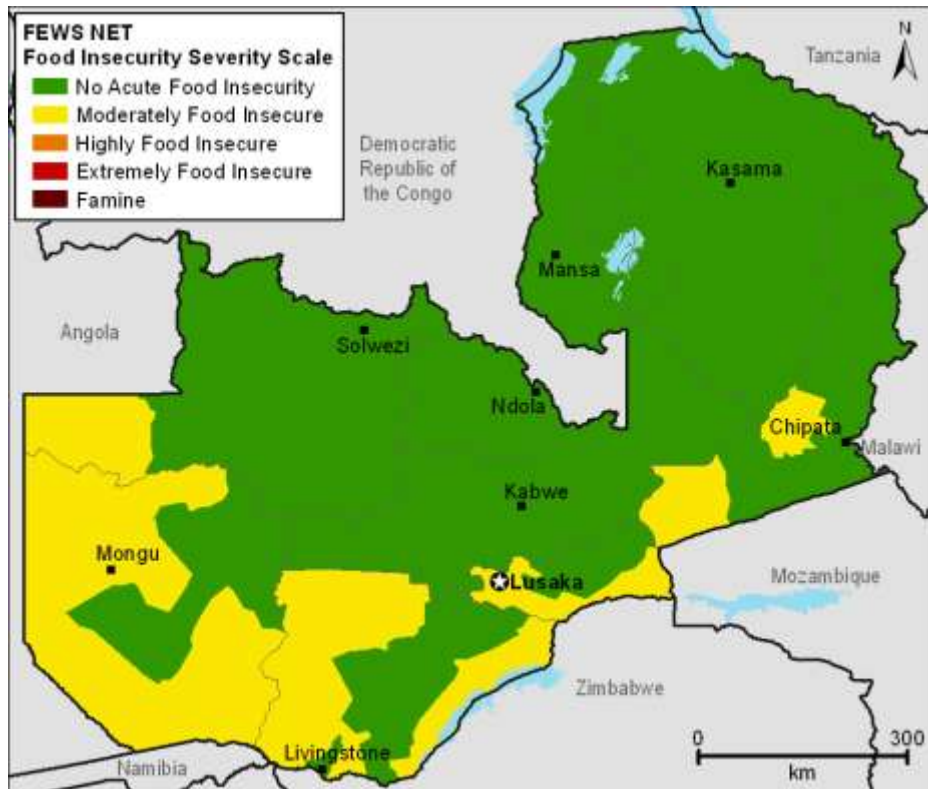 FEWS NET
Food Insecurity Severity Scale
No Acute Food Insecurity
Moderately Food Insecure
Highly Food Insecure
Extremely Food Insecure
Famine
N
Tanzania
Democratic
Republic of
the Congo
Kasama
Mansa
Angola
Solwezi
Ndola
Chipata
Malawi
Kabwe
Mongu
Lusaka
Mozambique
Zimbabwe
Livingstone
Namibia
0 300
km